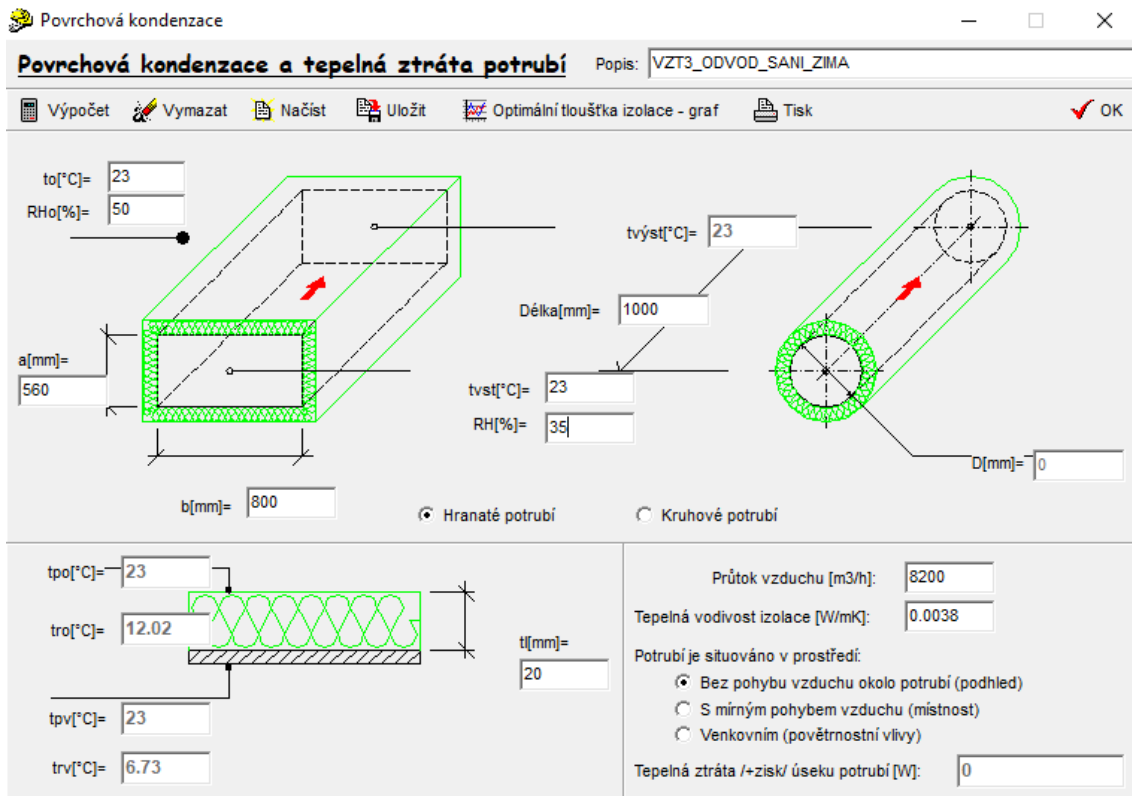 Povrchová kondenzace
Povrchová kondenzace a tepelná ztráta potrubí Popis: VZT3_ODVOD_SANI_ZIMA
Výpočet Vymazat Načíst Uložit Optimální tloušťka izolace - graf Tisk OK
to[°C]= 23
RHo[%]= 50
tvýst[°C]= 23
Délka[mm]= 1000
a[mm]=
560
tvst[°C]= 23
RH[%]= 35
D[mm]= 0
b[mm]= 800
Hranaté potrubí Kruhové potrubí
tpo[°C]= 23
tro[°C]= 12.02
tl[mm]=
20
tpv[°C]= 23
trv[°C]= 6.73
Průtok vzduchu [m3/h]: 8200
Tepelná vodivost izolace [W/mK]: 0.0038
Potrubí je situováno v prostředí:
Bez pohybu vzduchu okolo potrubí (podhled)
S mírným pohybem vzduchu (místnost)
Venkovním (povětrnostní vlivy)
Tepelná ztráta /+zisk/ úseku potrubí [W]: 0